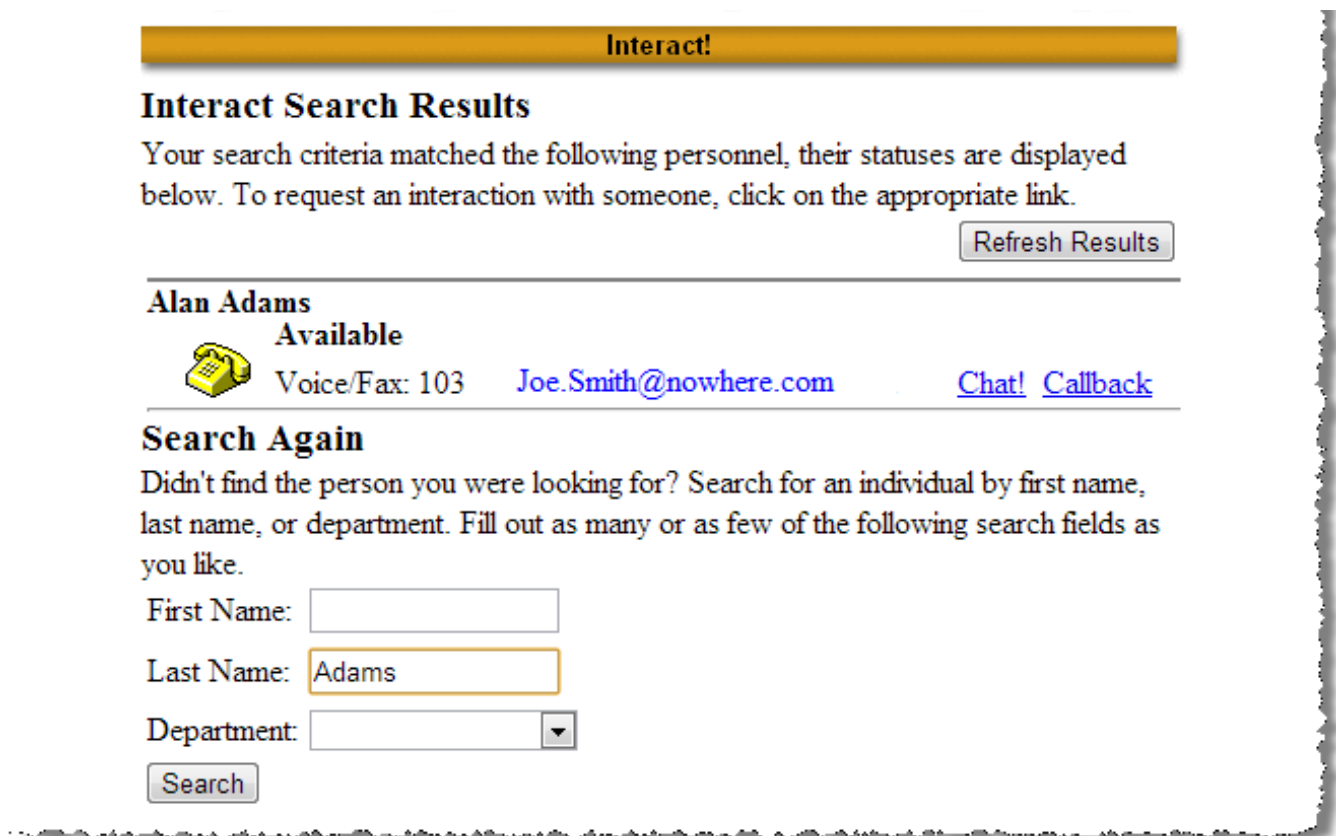 Interact!
Interact Search Results
Your search criteria matched the following personnel, their statuses are displayed
below. To request an interaction with someone, click on the appropriate link.
Refresh Results
Alan Adams
Available
Voice/Fax: 103 Joe.Smith@nowhere.com Chat! Callback
Search Again
Didn't find the person you were looking for? Search for an individual by first name,
last name, or department. Fill out as many or as few of the following search fields as
you like.
First Name:
Last Name: Adams
Department:
Search